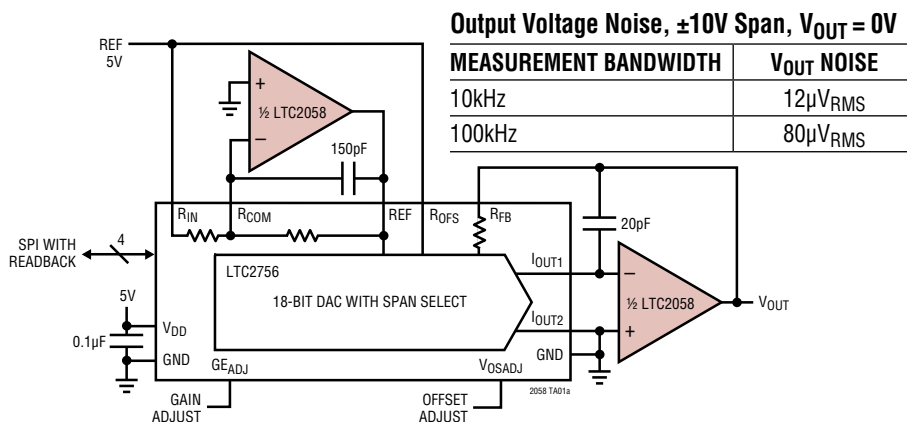 Output Voltage Noise, ±10V Span, VOUT = 0V
MEASUREMENT BANDWIDTH VOUT NOISE
10kHz 12µVRMS
100kHz 80µVRMS
REF
5V
+
½ LTC2058
–
150pF
RIN RCOM REF ROFS RFB
20pF
SPI WITH
READBACK
4
LTC2756
18-BIT DAC WITH SPAN SELECT
IOUT1
IOUT2
–
½ LTC2058
+
VOUT
5V
0.1µF
VDD
GND
GEADJ
VOSADJ
GND
2058 TA01a
GAIN
ADJUST
OFFSET
ADJUST